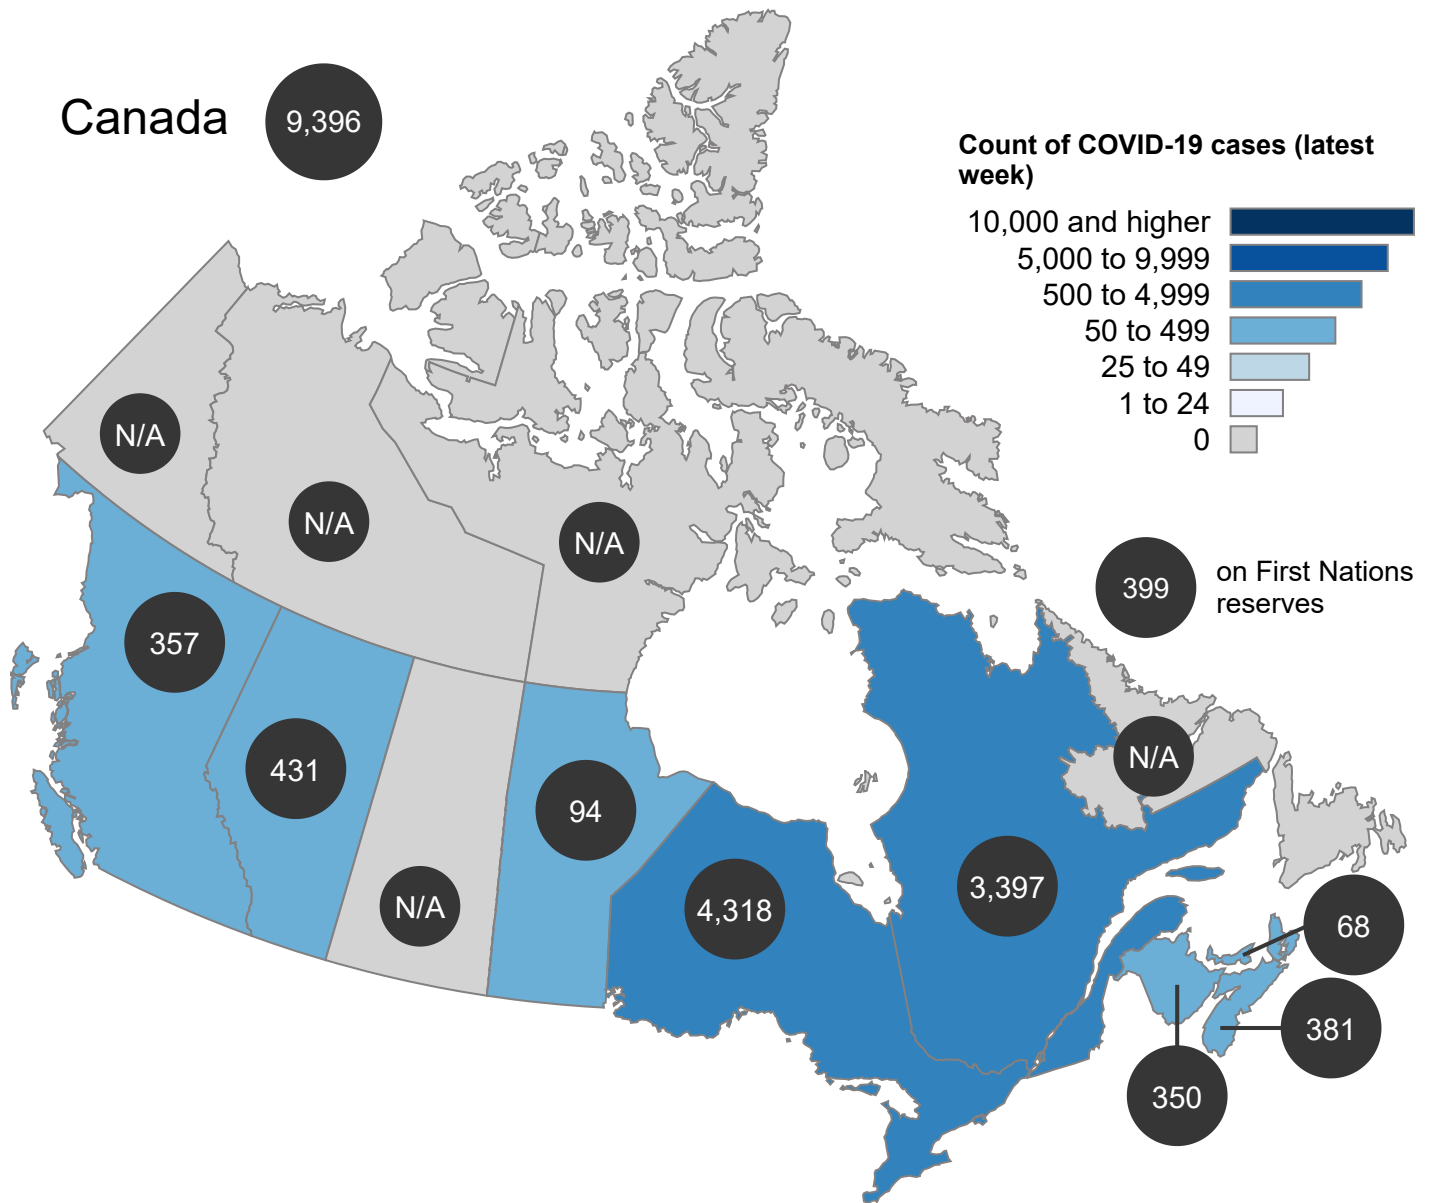 Canada
9,396
Count of COVID-19 cases (latest
week)
10,000 and higher
5,000 to 9,999
500 to 4,999
50 to 499
25 to 49
1 to 24
0
N/A
N/A
N/A
399
on First Nations
reserves
357
431
N/A
94
4,318
3,397
N/A
68
381
350